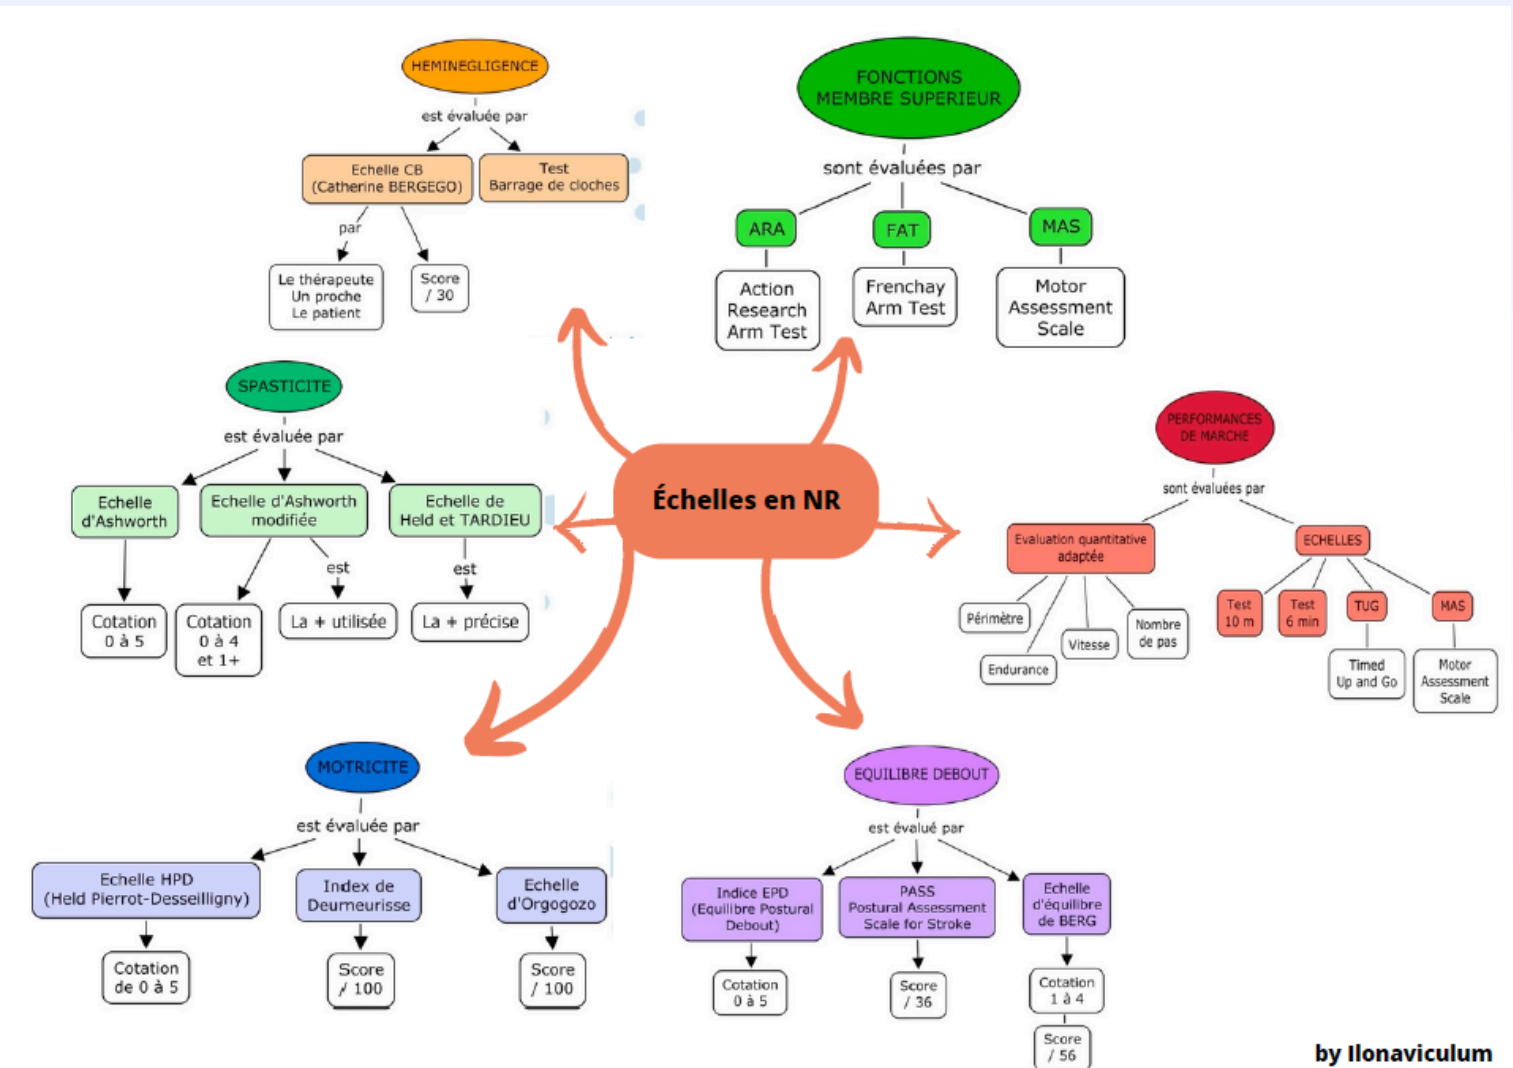 HEMINEGLIGENCE
est évaluée par
Echelle CB
(Catherine BERGEGO)
Test
Barrage de cloches
par
Le thérapeute
Un proche
Le patient
Score
/ 30
FONCTIONS
MEMBRE SUPERIEUR
sont évaluées par
ARA
FAT
MAS
Action
Research
Arm Test
Frenchay
Arm Test
Motor
Assessment
Scale
SPASTICITE
est évaluée par
Echelle
d'Ashworth
Echelle d'Ashworth
modifiée
Echelle de
Held et TARDIEU
est
est
Cotation
0 à 5
Cotation
0 à 4
et 1+
La + utilisée
La + précise
Échelles en NR
PERFORMANCES
DE MARCHE
sont évaluées par
Evaluation quantitative
adaptée
ECHELLES
Périmètre
Endurance
Vitesse
Nombre
de pas
Test
10 m
Test
6 min
TUG
MAS
Timed
Up and Go
Motor
Assessment
Scale
MOTRICITE
est évaluée par
Echelle HPD
(Held Pierrot-Desseilligny)
Index de
Deumeurisse
Echelle
d'Orgogozo
Cotation
de 0 à 5
Score
/ 100
Score
/ 100
EQUILIBRE DEBOUT
est évalué par
Indice EPD
(Equilibre Postural
Debout)
PASS
Postural Assessment
Scale for Stroke
Echelle
d'équilibre
de BERG
Cotation
0 à 5
Score
/ 36
Cotation
1 à 4
Score
/ 56
by Ilonaviculum